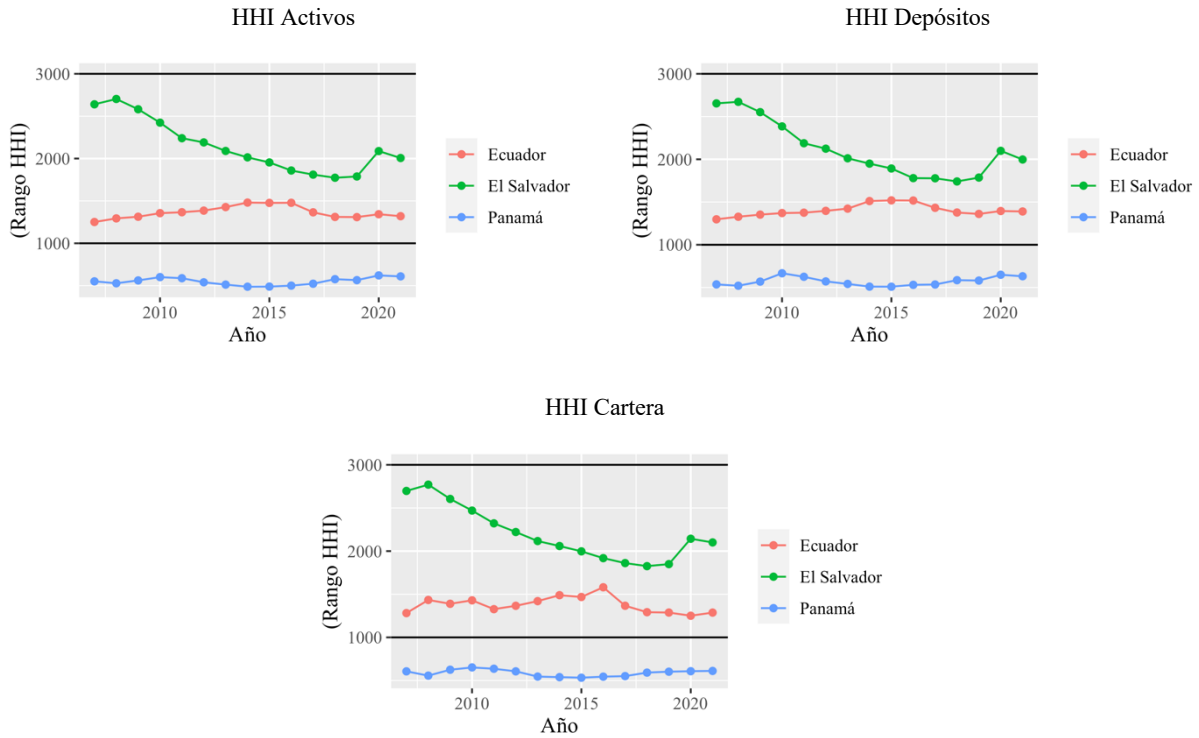 HHI Activos
(Rango HHI)
3000
2000
1000
2010
2015
2020
Año
Ecuador
El Salvador
Panamá
HHI Depósitos
(Rango HHI)
3000
2000
1000
2010
2015
2020
Año
Ecuador
El Salvador
Panamá
HHI Cartera
(Rango HHI)
3000
2000
1000
2010
2015
2020
Año
Ecuador
El Salvador
Panamá